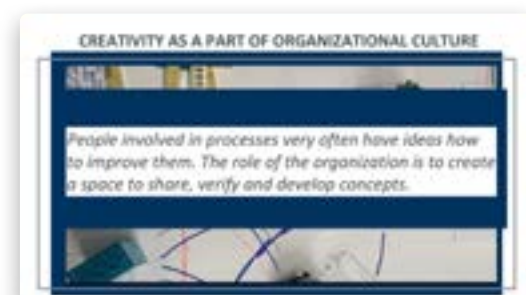 CREATIVITY AS A PART OF ORGANIZATIONAL CULTURE
People involved in processes very often have ideas how
to improve them. The role of the organization is to create
a space to share, verify and develop concepts.